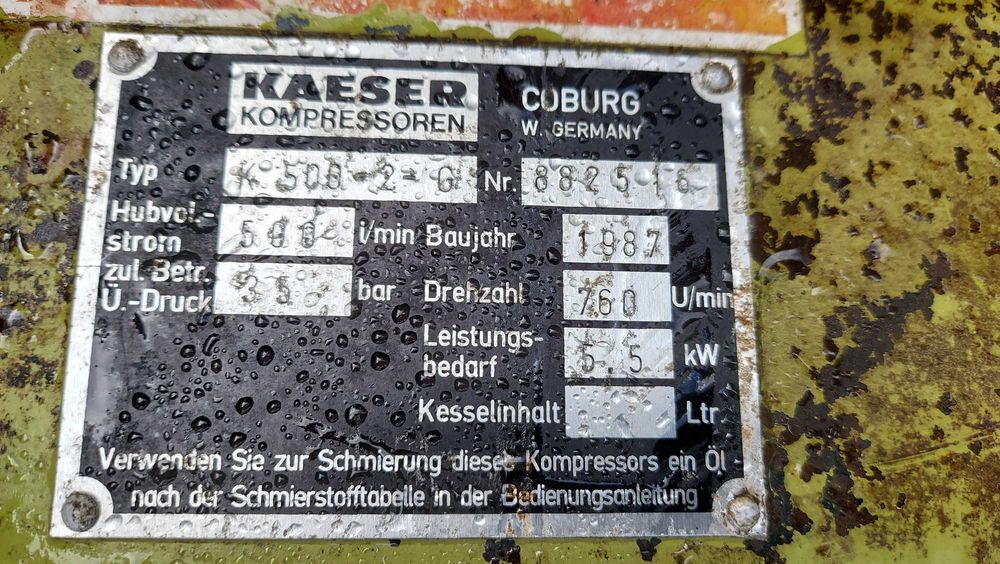 KAESER
KOMPRESSOREN
COBURG
W. GERMANY
Typ K 500-2-G Nr. 882516
Hubvol.-
strom 500 l/min Baujahr 1987
zul. Betr.
Ü.-Druck 35 bar Drehzahl 760 U/min
Leistungs-
bedarf 5.5 kW
Kesselinhalt Ltr
Verwenden Sie zur Schmierung dieses Kompressors ein Öl
nach der Schmierstofftabelle in der Bedienungsanleitung